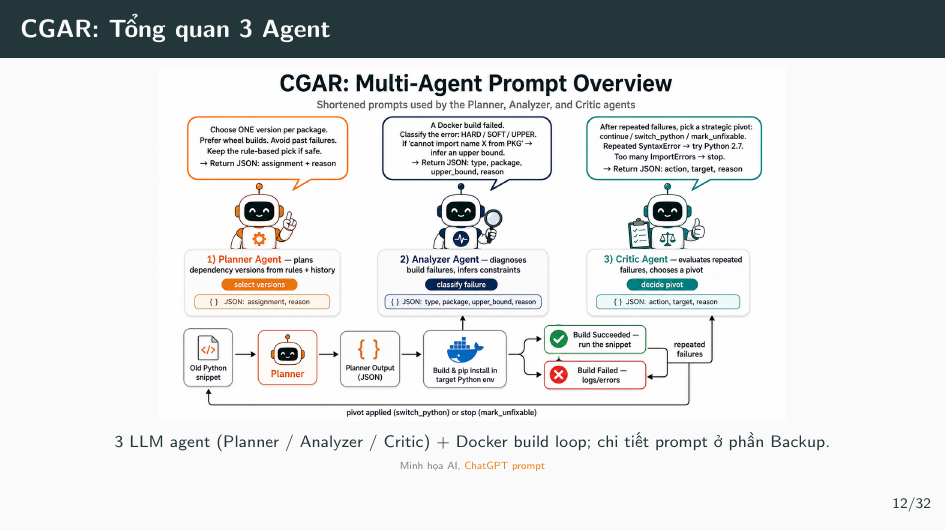 CGAR: Tổng quan 3 Agent
CGAR: Multi-Agent Prompt Overview
Shortened prompts used by the Planner, Analyzer, and Critic agents
Choose ONE version per package.
Prefer wheel builds. Avoid past failures.
Keep the rule-based pick if safe.
→ Return JSON: assignment + reason
A Docker build failed.
Classify the error: HARD / SOFT / UPPER.
If 'cannot import name X from PKG' →
infer an upper bound.
→ Return JSON: type, package,
upper_bound, reason
After repeated failures, pick a strategic pivot:
continue / switch_python / mark_unfixable.
Repeated SyntaxError → try Python 2.7.
Too many ImportErrors → stop.
→ Return JSON: action, target, reason
1) Planner Agent — plans
dependency versions from rules + history
select versions
{ } JSON: assignment, reason
2) Analyzer Agent — diagnoses
build failures, infers constraints
classify failure
{ } JSON: type, package, upper_bound, reason
3) Critic Agent — evaluates repeated
failures, chooses a pivot
decide pivot
{ } JSON: action, target, reason
</>
Old Python
snippet
Planner
{ }
Planner Output
(JSON)
Build & pip install in
target Python env
Build Succeeded —
run the snippet
Build Failed —
logs/errors
repeated
failures
pivot applied (switch_python) or stop (mark_unfixable)
3 LLM agent (Planner / Analyzer / Critic) + Docker build loop; chi tiết prompt ở phần Backup.
Minh họa AI, ChatGPT prompt
12/32